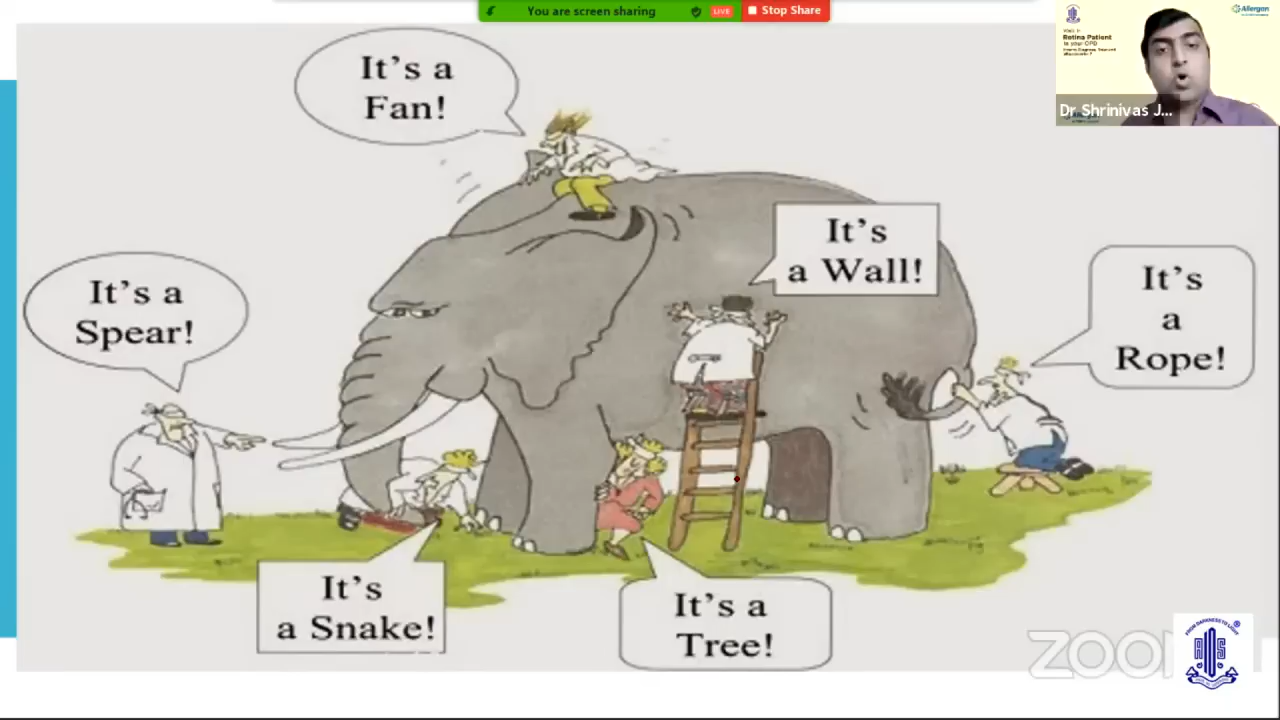 You are screen sharing
LIVE
Stop Share
Allergan
Retina Patient
Dr Shrinivas J...
It's a
Fan!
It's
a Wall!
It's
a
Rope!
It's a
Spear!
It's
a Snake!
It's a
Tree!
zoom